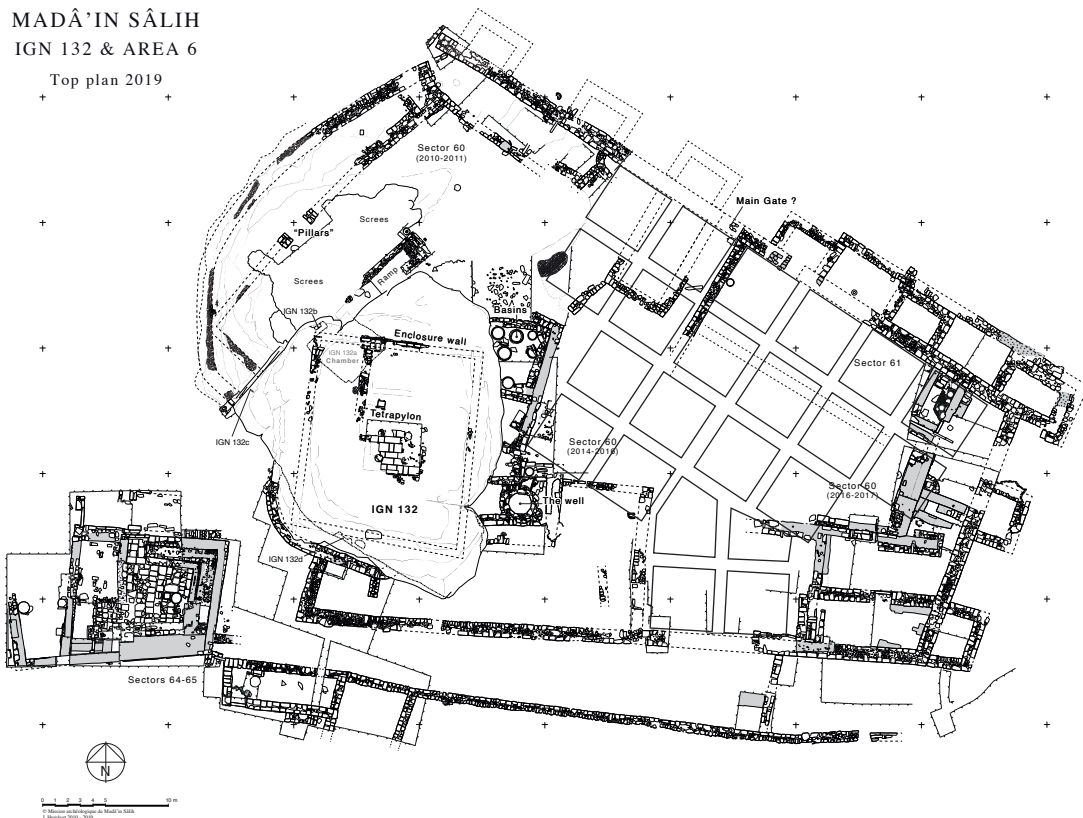 MADÂ’IN SÂLIH
IGN 132 & AREA 6
Top plan 2019
Sector 60
(2010-2011)
Main Gate ?
Screes
"Pillars"
Ramp
Screes
IGN 132b
Basins
Enclosure wall
IGN 132a
Chamber
Sector 61
Tetrapylon
IGN 132c
Sector 60
(2014-2016)
Sector 60
(2016-2017)
The well
IGN 132
IGN 132d
Sectors 64-65
N
0 1 2 3 4 5 10 m
© Mission archéologique de Madâ'in Sâlih